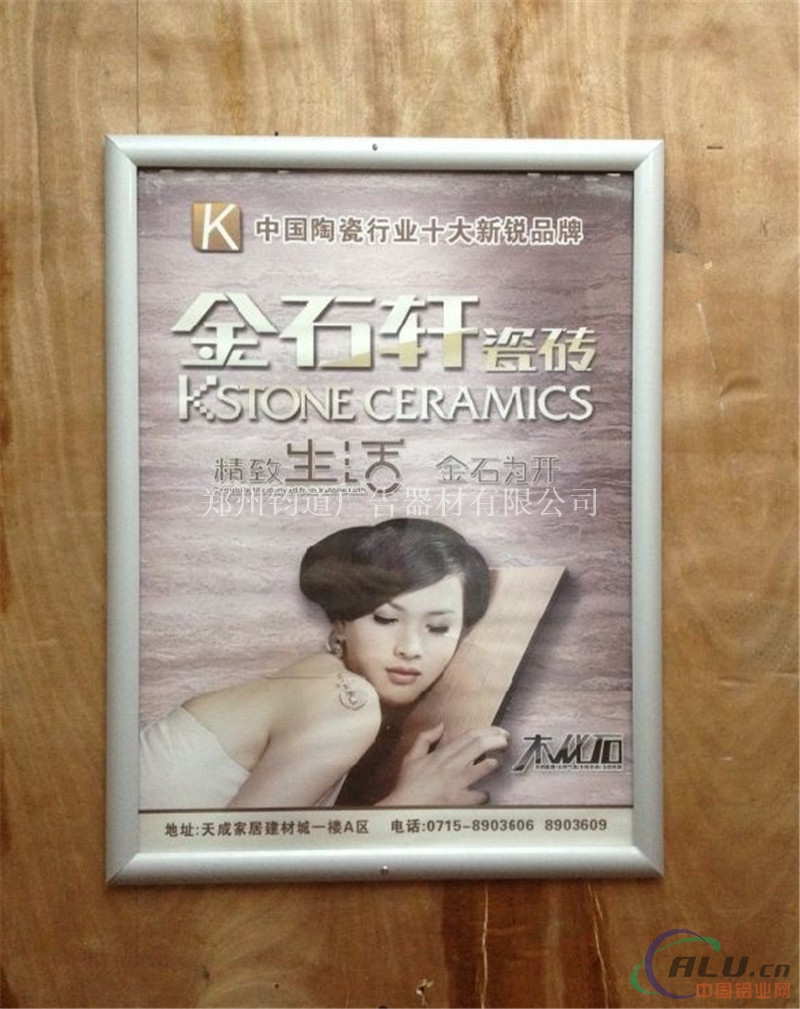 K 中国陶瓷行业十大新锐品牌
金石轩瓷砖
KSTONE CERAMICS
精致生活 金石为开
郑州钧道广告器材有限公司
木化石
地址:天成家居建材城一楼A区 电话:0715-8903606 8903609
ALU.cn
中国铝业网